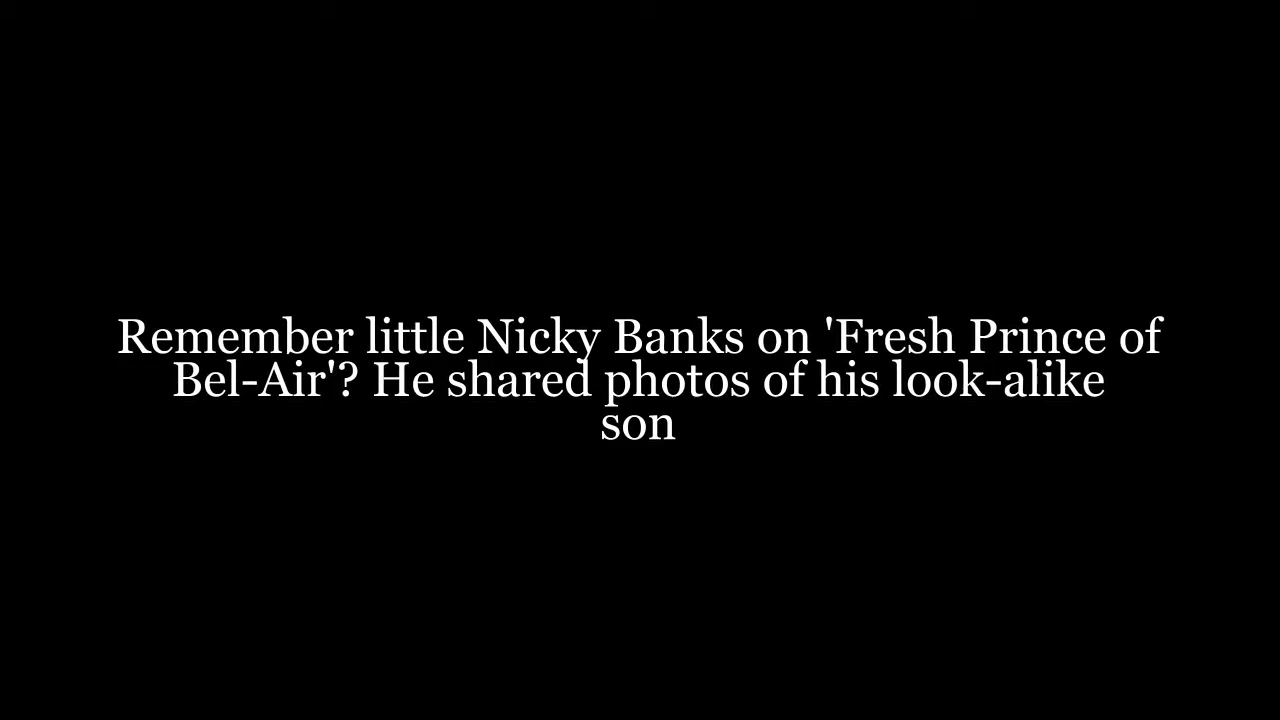 Remember little Nicky Banks on 'Fresh Prince of
Bel-Air'? He shared photos of his look-alike
son